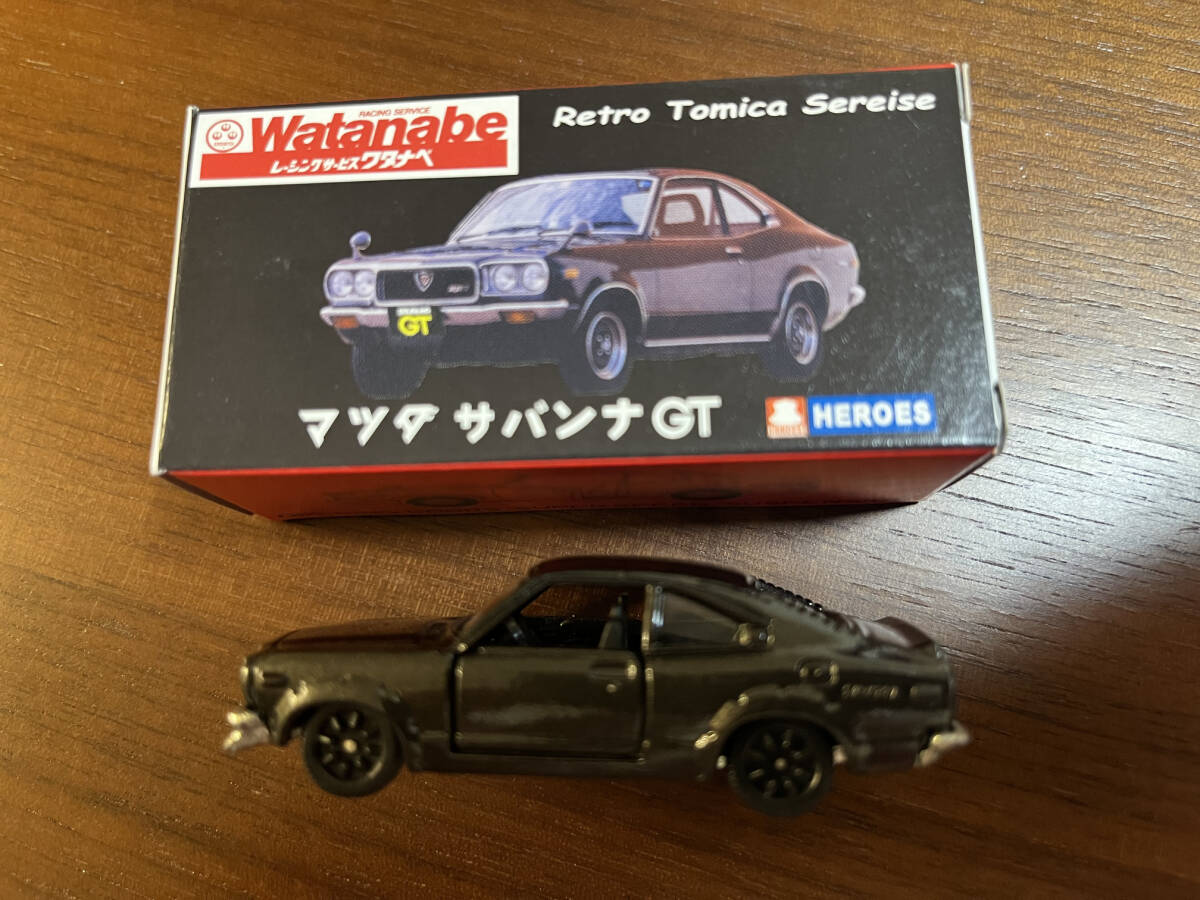 RACING SERVICE
Watanabe
レーシングサービスワタナベ
Retro Tomica Sereise
GT
マツダ サバンナGT
HEROES